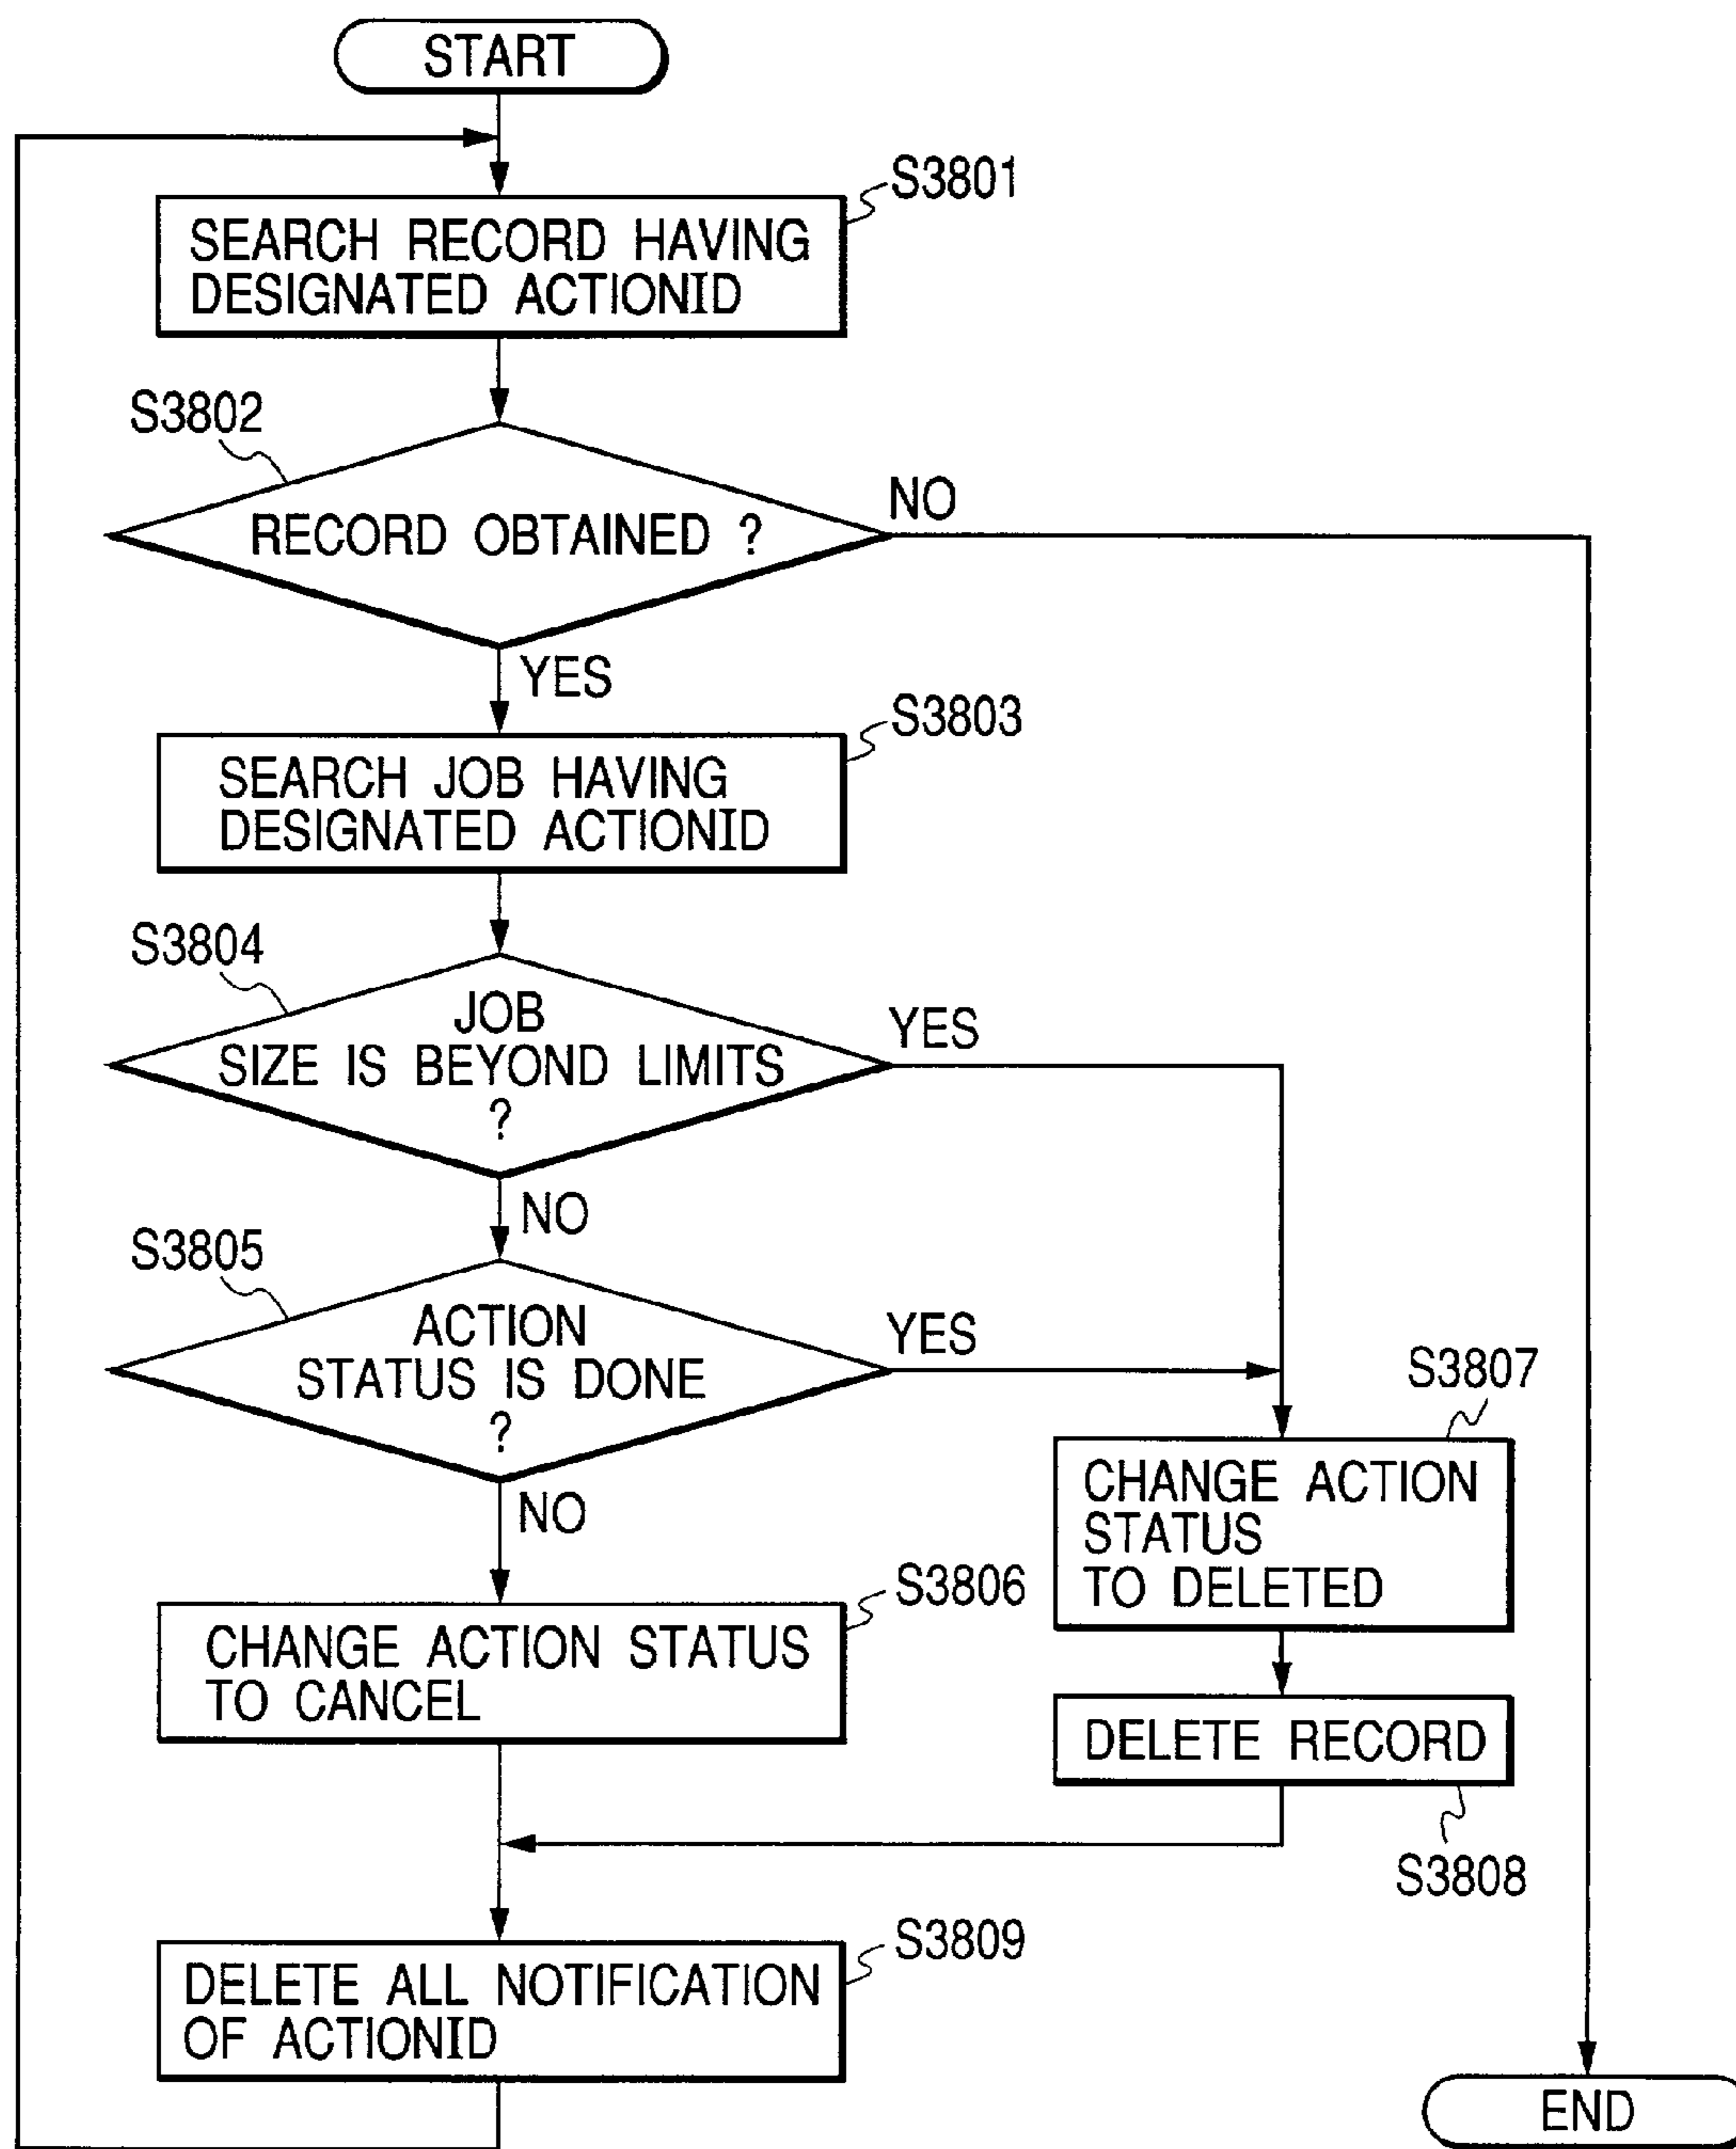 START
S3801
SEARCH RECORD HAVING
DESIGNATED ACTIONID
S3802
RECORD OBTAINED ?
NO
YES
S3803
SEARCH JOB HAVING
DESIGNATED ACTIONID
S3804
JOB
SIZE IS BEYOND LIMITS
?
YES
NO
S3805
ACTION
STATUS IS DONE
?
YES
NO
S3807
CHANGE ACTION
STATUS
TO DELETED
S3806
CHANGE ACTION STATUS
TO CANCEL
DELETE RECORD
S3808
S3809
DELETE ALL NOTIFICATION
OF ACTIONID
END